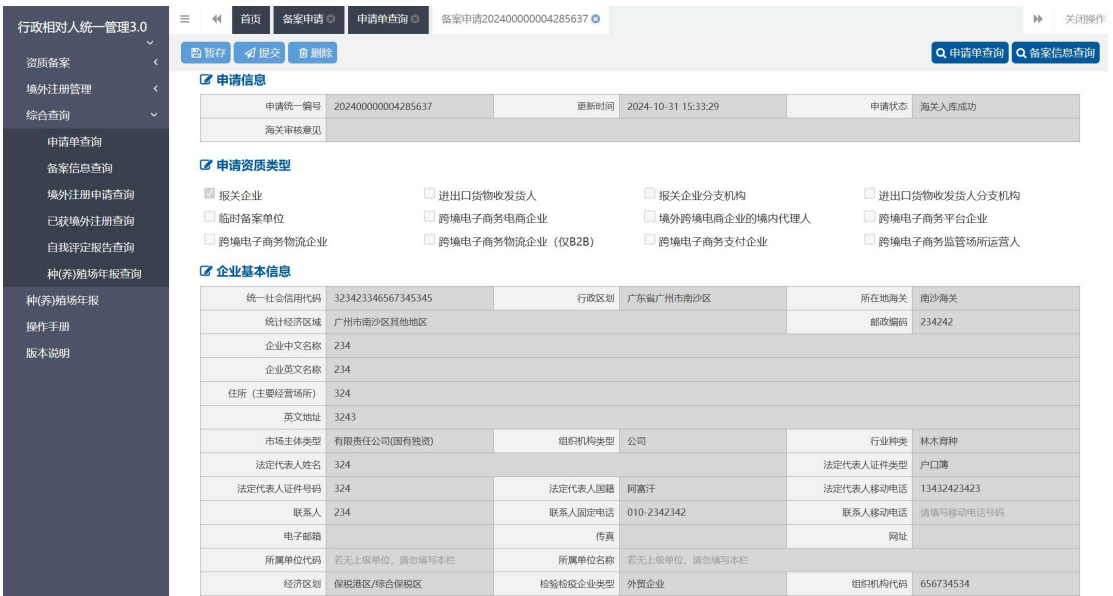 行政相对人统一管理3.0
首页 备案申请 申请单查询 备案申请202400000004285637 关闭操作
暂存 提交 删除 申请单查询 备案信息查询
资质备案
境外注册管理
综合查询
申请单查询
备案信息查询
境外注册申请查询
已获境外注册查询
自我评定报告查询
种(养)殖场年报查询
种(养)殖场年报
操作手册
版本说明
申请信息
申请统一编号 202400000004285637 更新时间 2024-10-31 15:33:29 申请状态 海关入库成功
海关审核意见
申请资质类型
报关企业 进出口货物收发货人 报关企业分支机构 进出口货物收发货人分支机构
临时备案单位 跨境电子商务电商企业 境外跨境电商企业的境内代理人 跨境电子商务平台企业
跨境电子商务物流企业 跨境电子商务物流企业（仅B2B） 跨境电子商务支付企业 跨境电子商务监管场所运营人
企业基本信息
统一社会信用代码 323423346567345345 行政区划 广东省广州市南沙区 所在地海关 南沙海关
统计经济区域 广州市南沙区其他地区 邮政编码 234242
企业中文名称 234
企业英文名称 234
住所（主要经营场所） 324
英文地址 3243
市场主体类型 有限责任公司(国有独资) 组织机构类型 公司 行业种类 林木育种
法定代表人姓名 324 法定代表人证件类型 户口簿
法定代表人证件号码 324 法定代表人国籍 阿富汗 法定代表人移动电话 13432423423
联系人 234 联系人固定电话 010-2342342 联系人移动电话 请填写移动电话号码
电子邮箱 传真 网址
所属单位代码 若无上级单位，请勿填写本栏 所属单位名称 若无上级单位，请勿填写本栏
经济区划 保税港区/综合保税区 检验检疫企业类型 外贸企业 组织机构代码 656734534